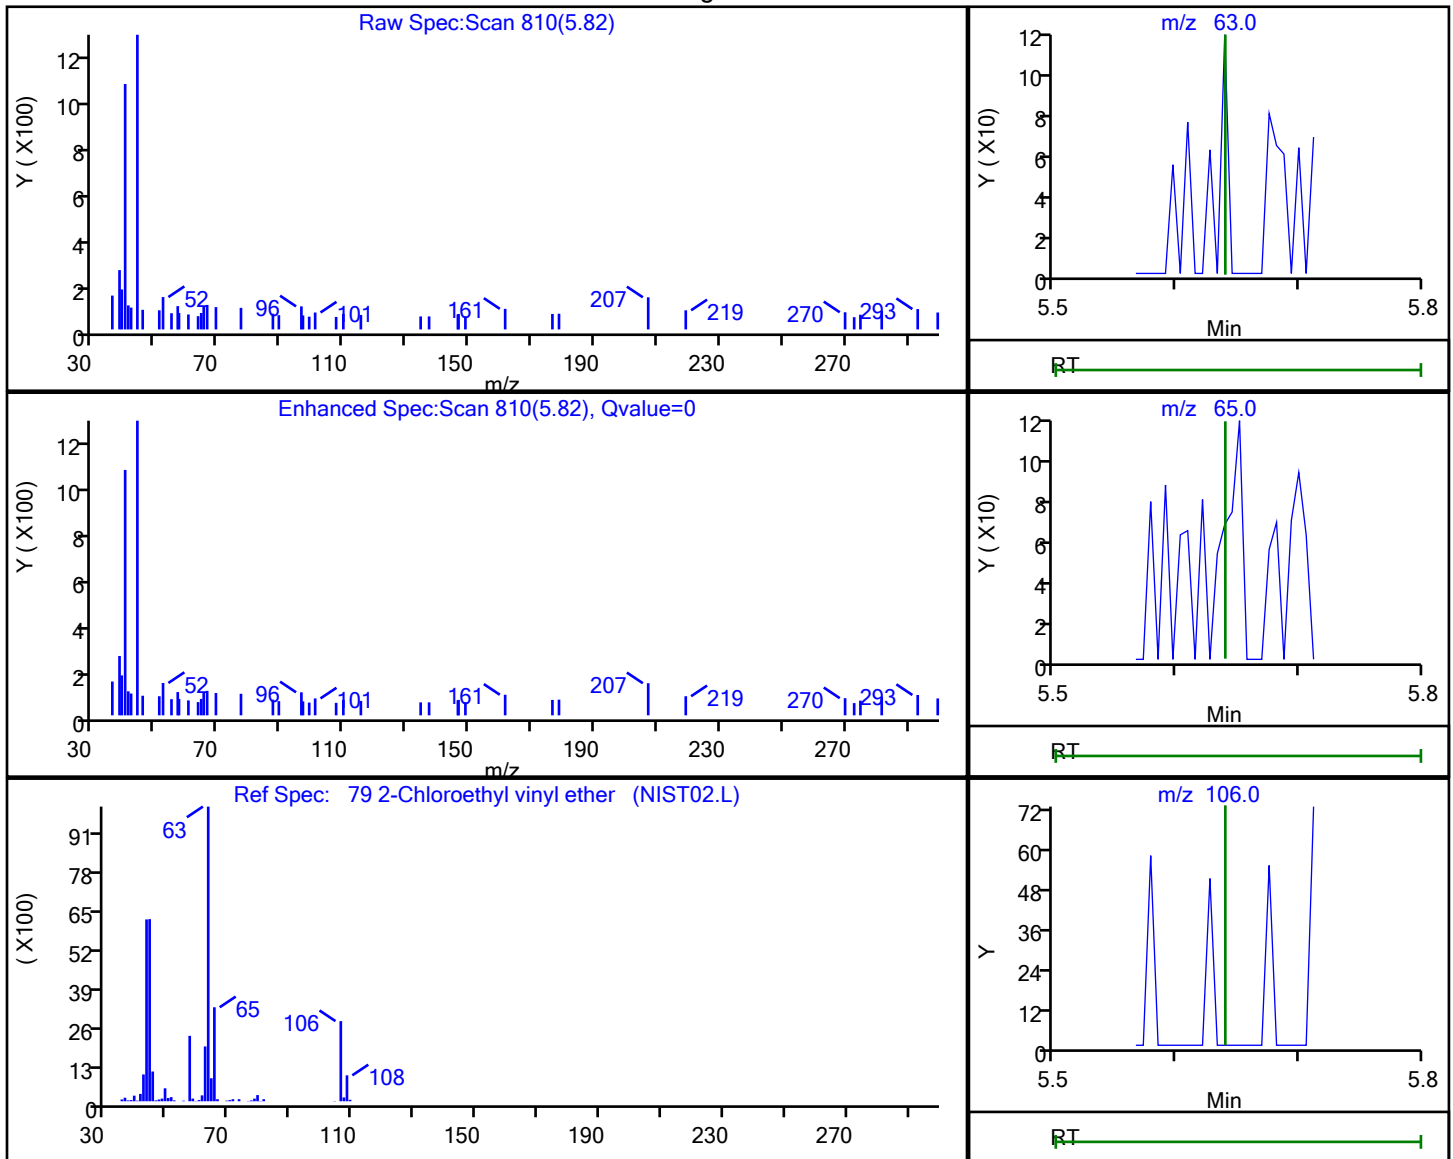 Raw Spec:Scan 810(5.82)
Y ( X100)
12
10
8
6
4
2
0
52
96
101
161
207
219
270
293
30 70 110 150 190 230 270
m/z
m/z 63.0
Y ( X10)
12
10
8
6
4
2
0
5.5 5.8
Min
RT
Enhanced Spec:Scan 810(5.82), Qvalue=0
Y ( X100)
12
10
8
6
4
2
0
52
96
101
161
207
219
270
293
30 70 110 150 190 230 270
m/z
m/z 65.0
Y ( X10)
12
10
8
6
4
2
0
5.5 5.8
Min
RT
Ref Spec: 79 2-Chloroethyl vinyl ether (NIST02.L)
( X100)
91
78
65
52
39
26
13
0
63
65
106
108
30 70 110 150 190 230 270
m/z 106.0
Y
72
60
48
36
24
12
0
5.5 5.8
Min
RT